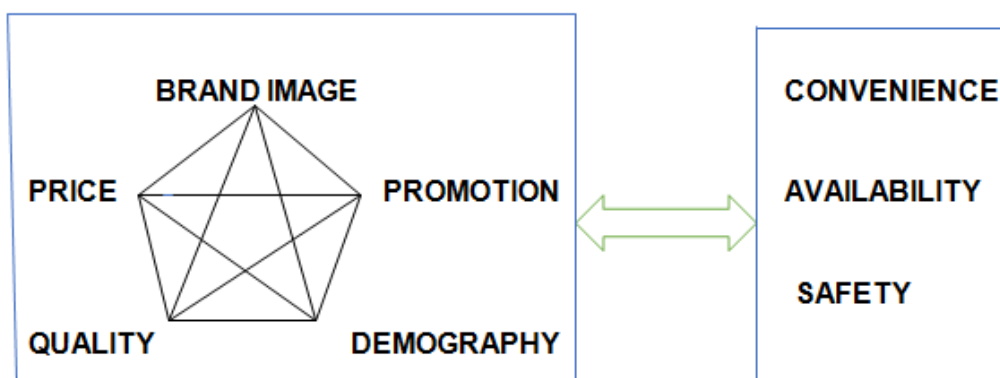 BRAND IMAGE
PRICE
PROMOTION
QUALITY
DEMOGRAPHY
CONVENIENCE
AVAILABILITY
SAFETY